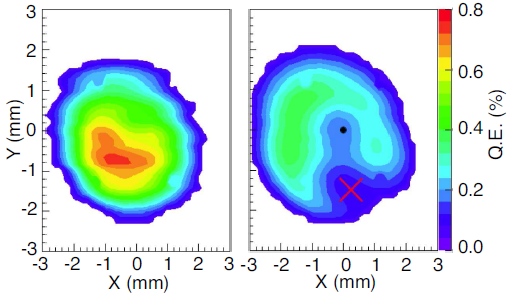 3
2
1
0
-1
-2
-3
Y (mm)
-3 -2 -1 0 1 2 3
X (mm)
-3 -2 -1 0 1 2 3
X (mm)
0.8
0.6
0.4
0.2
0.0
Q.E. (%)